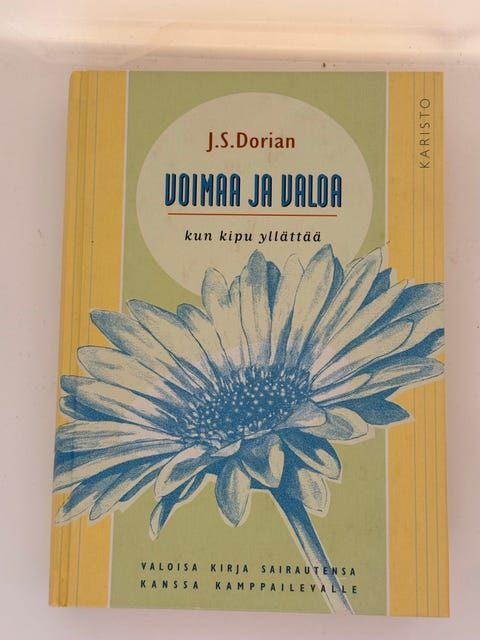 J.S.Dorian
VOIMAA JA VALOA
kun kipu yllättää
KARISTO
VALOISA KIRJA SAIRAUTENSA
KANSSA KAMPPAILEVALLE